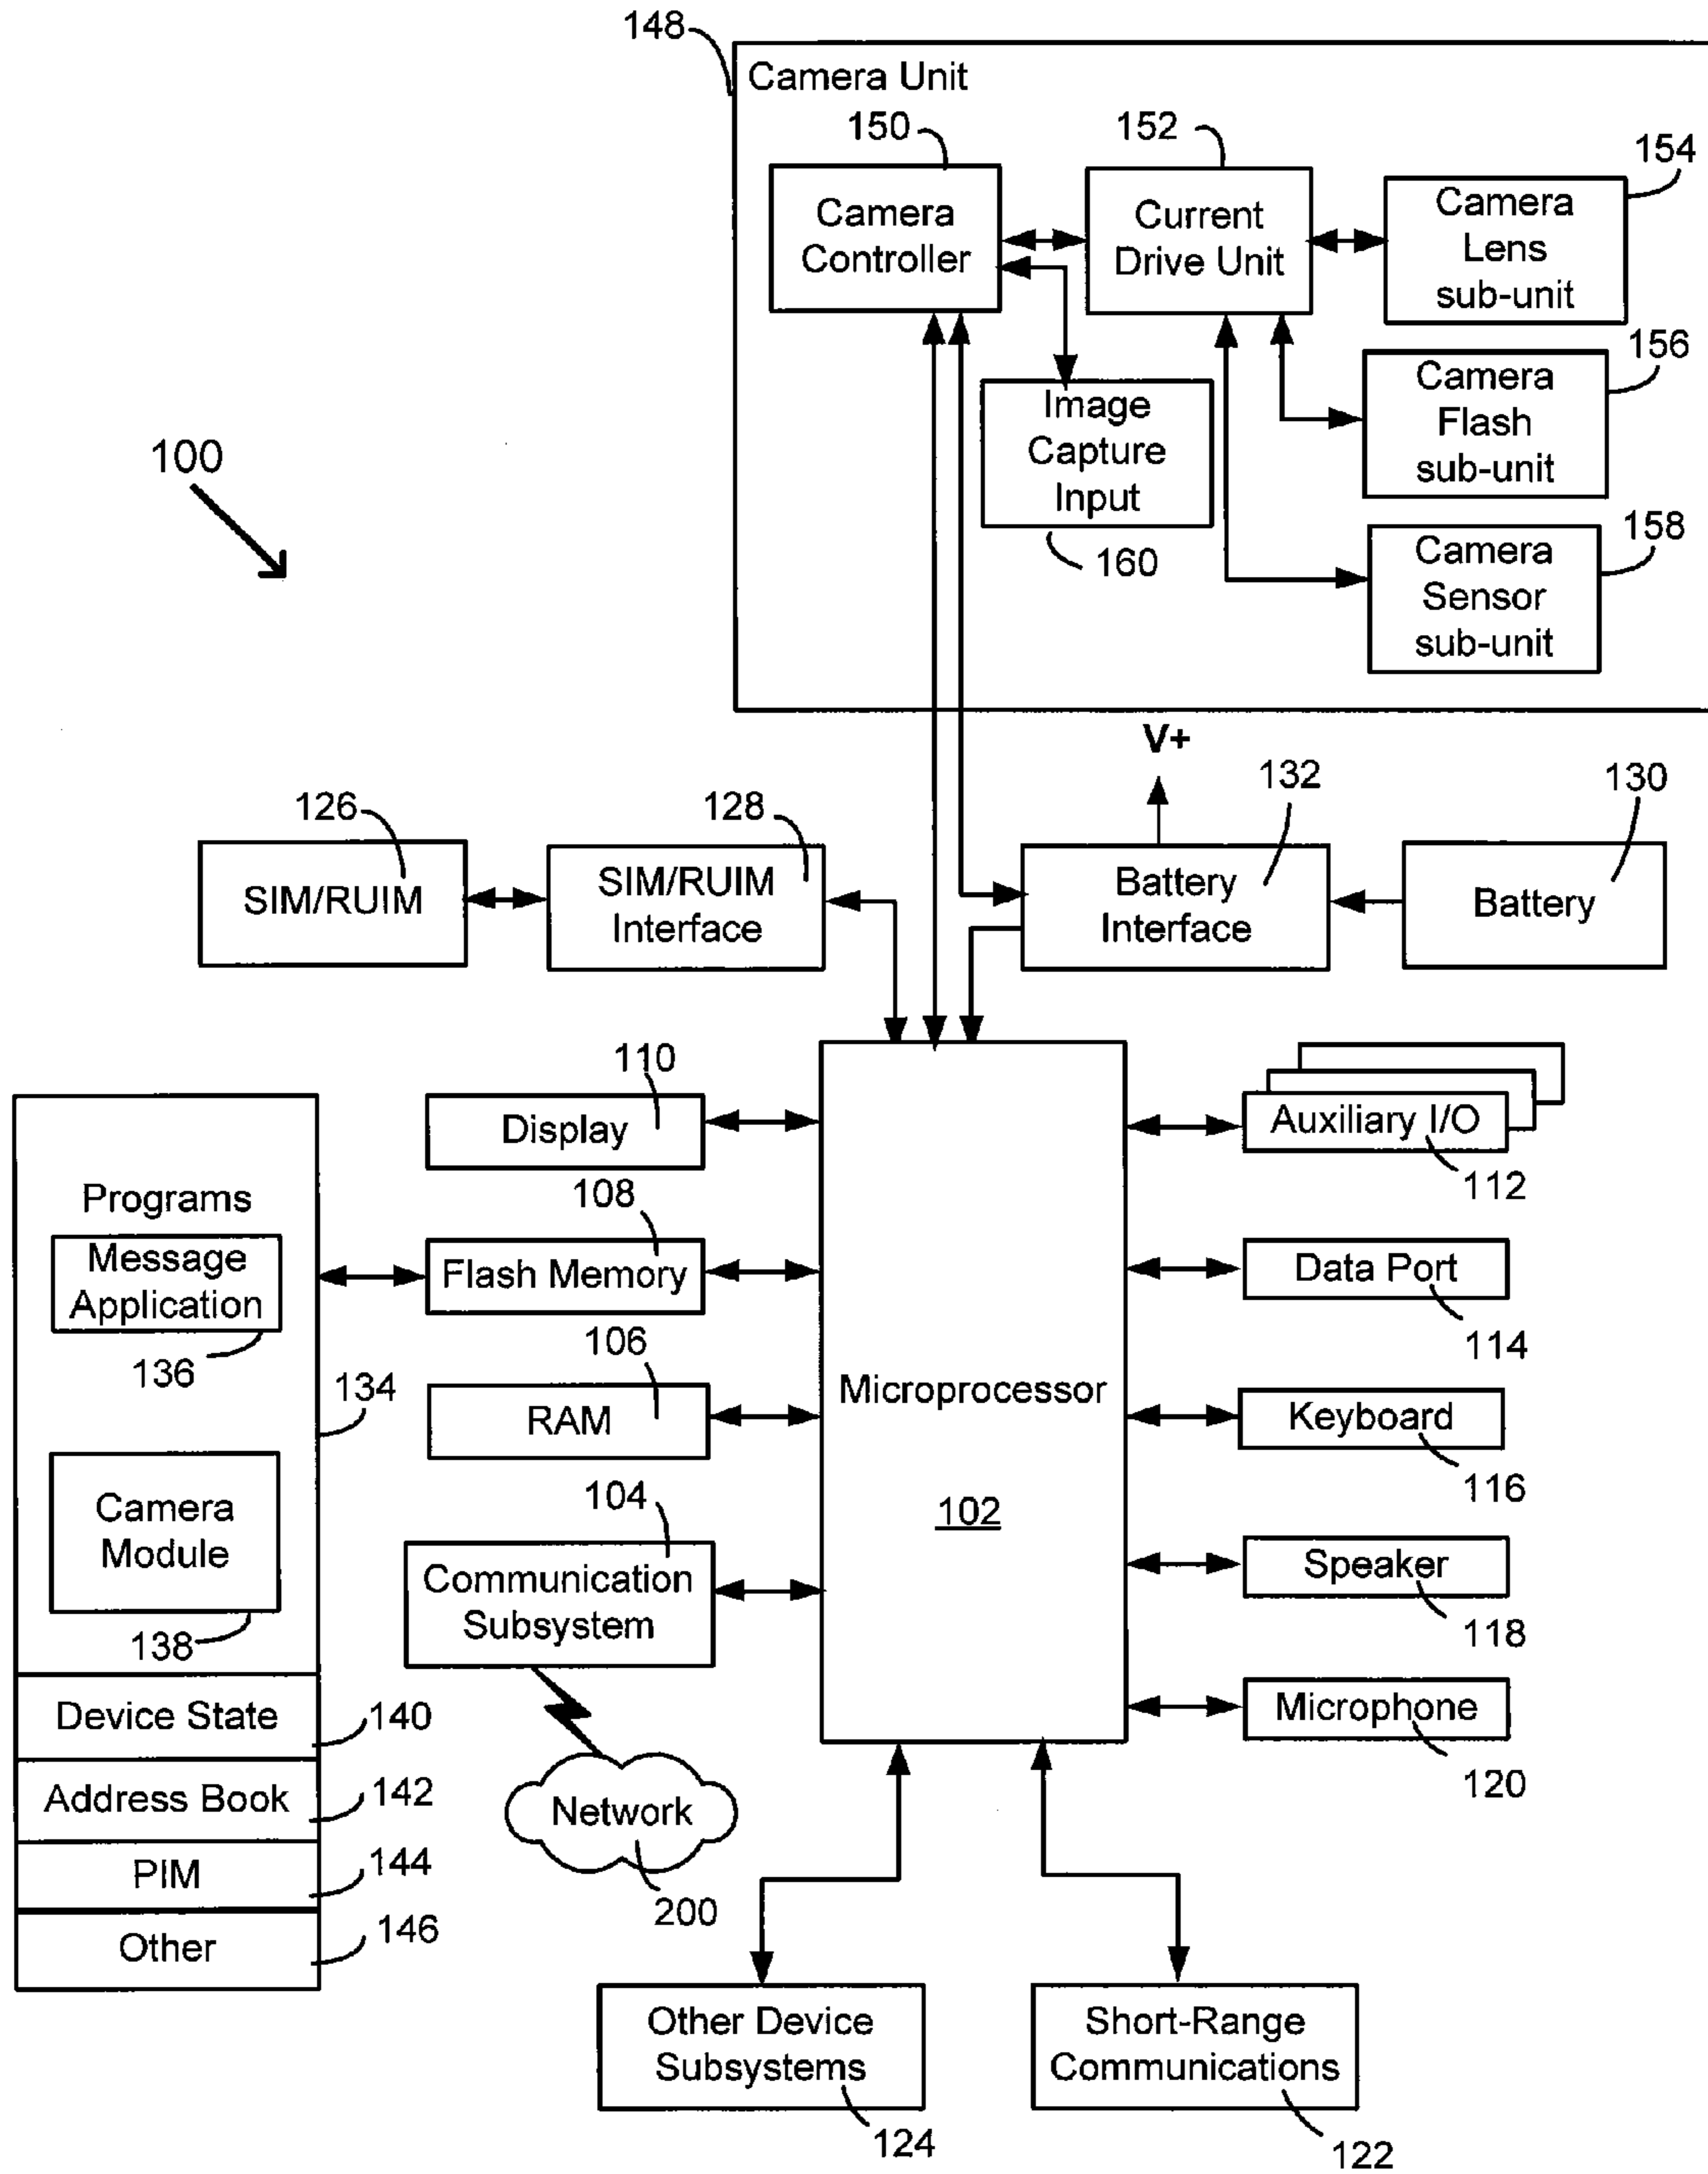 148
Camera Unit
150
152
154
Camera
Controller
Current
Drive Unit
Camera
Lens
sub-unit
156
Camera
Flash
sub-unit
Image
Capture
Input
160
158
Camera
Sensor
sub-unit
100
V+
132
130
126
128
SIM/RUIM
SIM/RUIM
Interface
Battery
Interface
Battery
110
Display
Auxiliary I/O
112
Programs
Message
Application
136
108
Flash Memory
Data Port
114
134
106
RAM
Microprocessor
102
Keyboard
116
Camera
Module
138
104
Communication
Subsystem
Speaker
118
Device State
140
Microphone
120
Address Book
142
Network
200
PIM
144
Other
146
Other Device
Subsystems
124
Short-Range
Communications
122